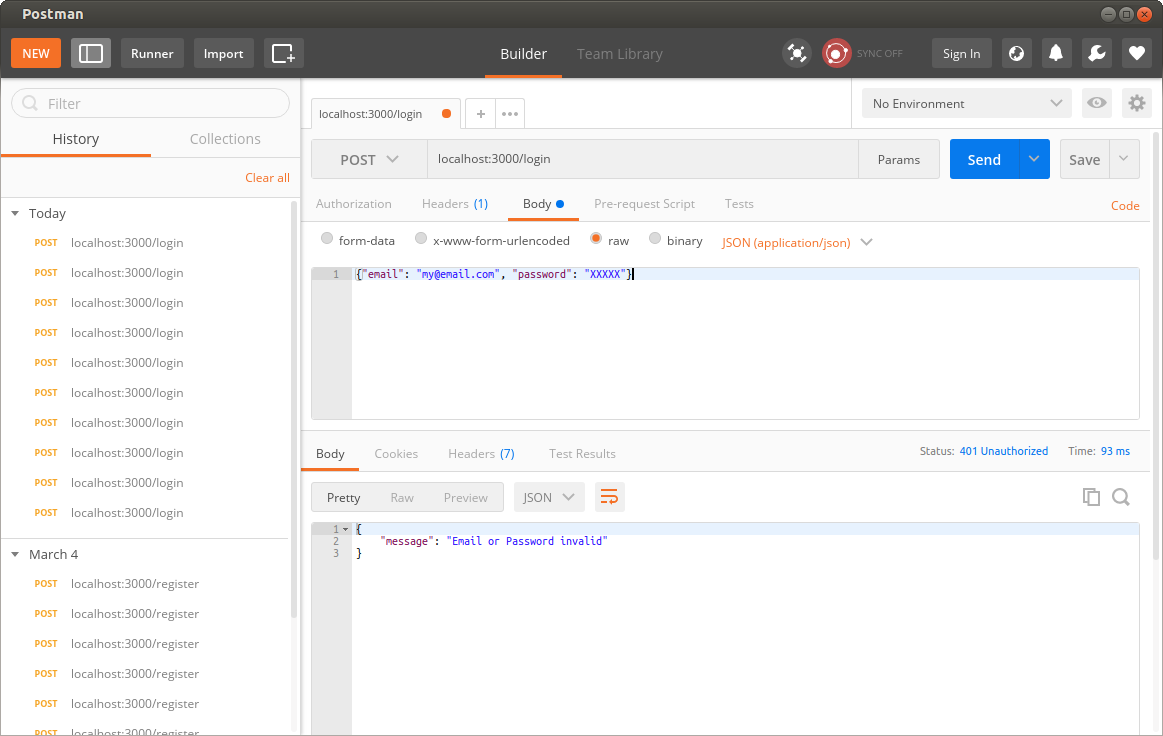 Postman
NEW Runner Import Builder Team Library SYNC OFF Sign In
Filter
History Collections
Clear all
Today
POST localhost:3000/login
POST localhost:3000/login
POST localhost:3000/login
POST localhost:3000/login
POST localhost:3000/login
POST localhost:3000/login
POST localhost:3000/login
POST localhost:3000/login
POST localhost:3000/login
POST localhost:3000/login
March 4
POST localhost:3000/register
POST localhost:3000/register
POST localhost:3000/register
POST localhost:3000/register
POST localhost:3000/register
POST localhost:3000/register
localhost:3000/login + ••• No Environment
POST localhost:3000/login Params Send Save
Authorization Headers (1) Body Pre-request Script Tests Code
form-data x-www-form-urlencoded raw binary JSON (application/json)
1 {"email": "my@email.com", "password": "XXXXX"}
Body Cookies Headers (7) Test Results Status: 401 Unauthorized Time: 93 ms
Pretty Raw Preview JSON
1 {
2 "message": "Email or Password invalid"
3 }